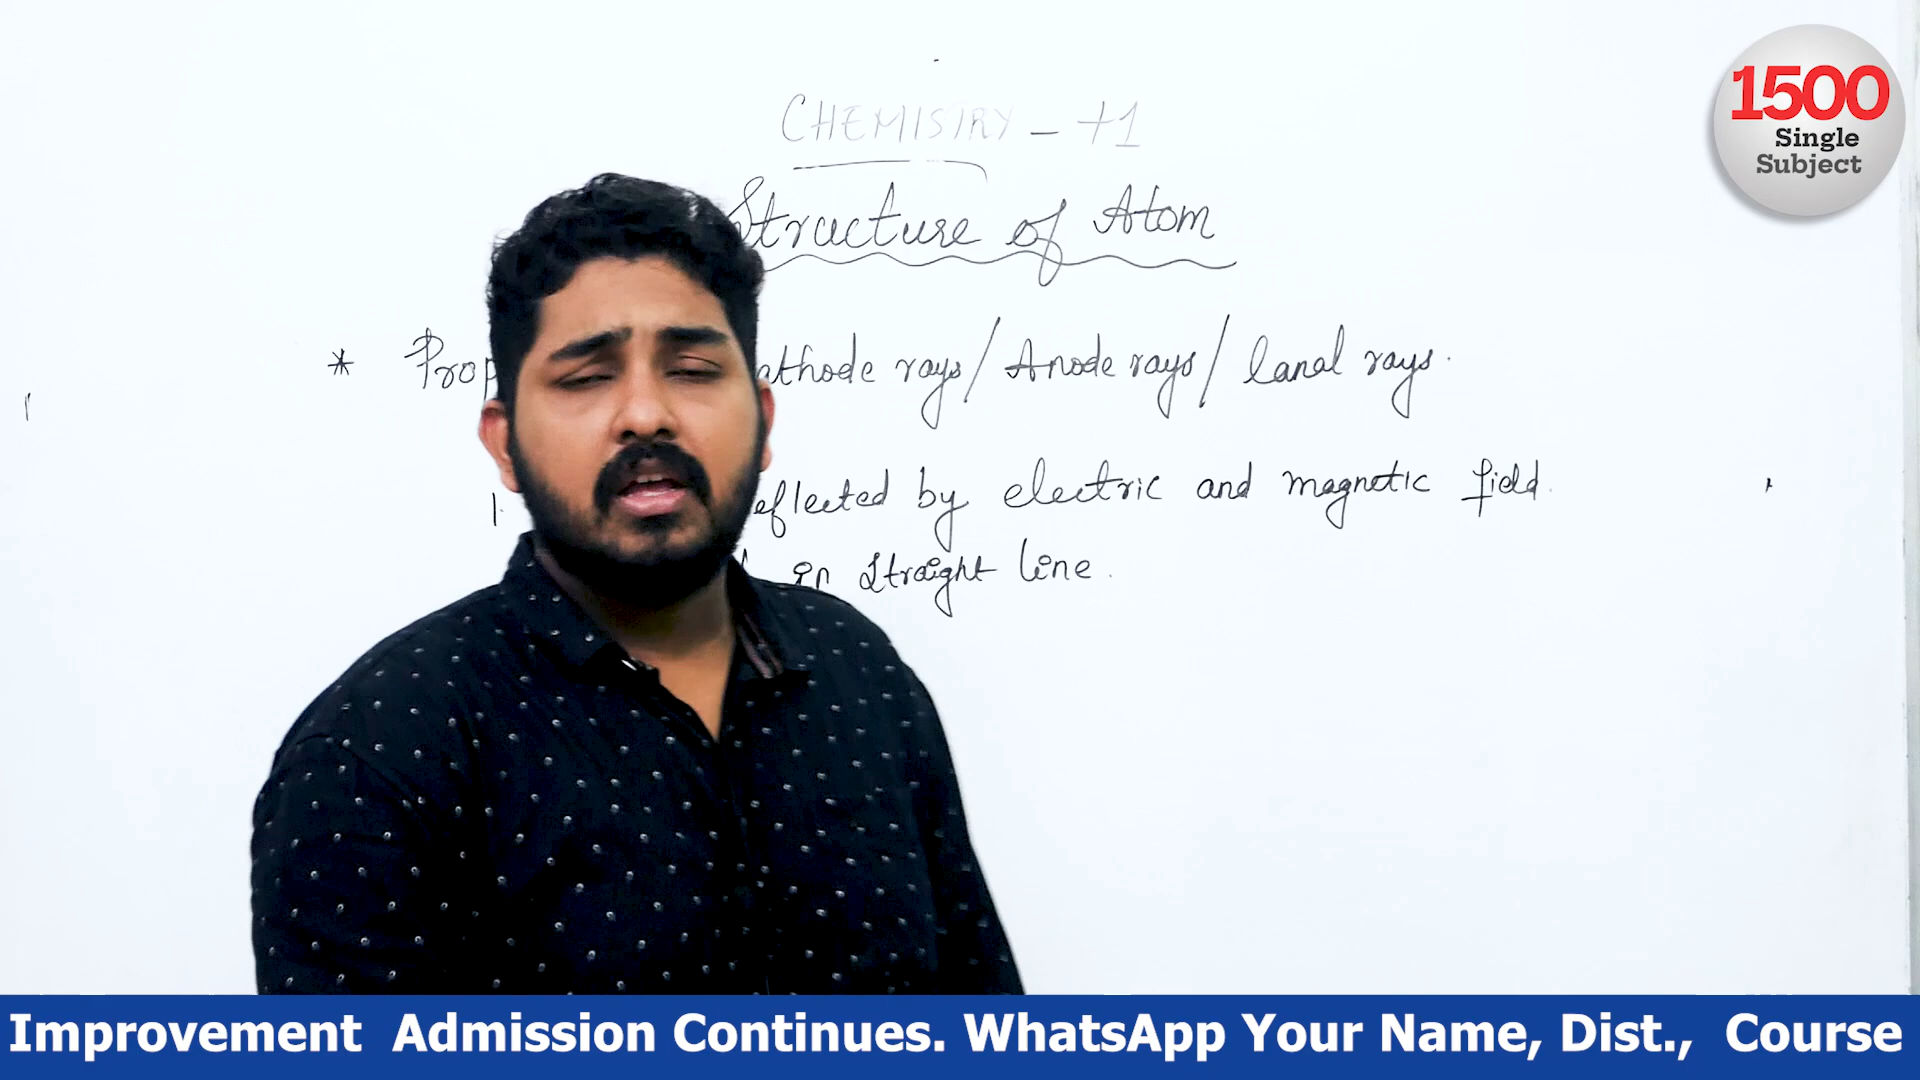 CHEMISTRY - +1
Structure of Atom
* Prop athode rays / Anode rays / Canal rays.
1. eflected by electric and magnetic field.
in straight line.
1500
Single
Subject
Improvement Admission Continues. WhatsApp Your Name, Dist., Course